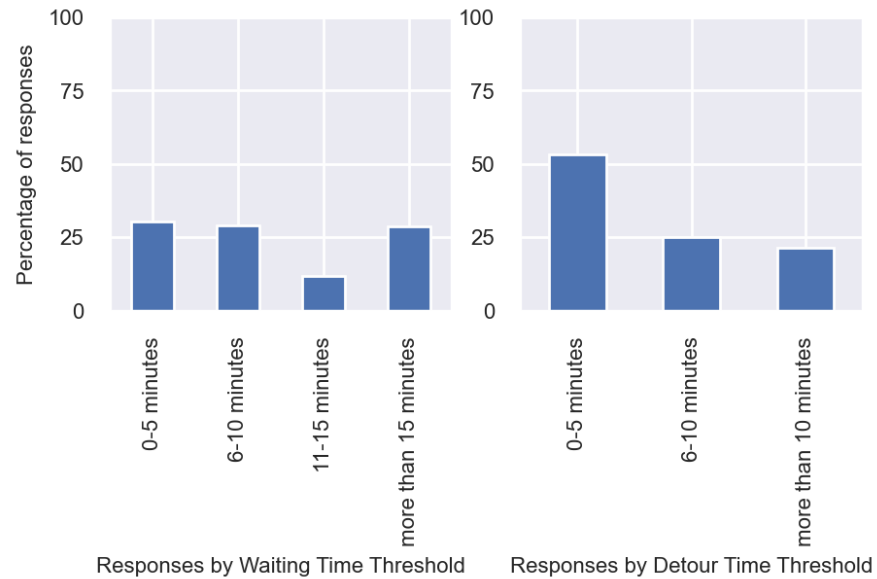 Percentage of responses
100
75
50
25
0
0-5 minutes
6-10 minutes
11-15 minutes
more than 15 minutes
Responses by Waiting Time Threshold
100
75
50
25
0
0-5 minutes
6-10 minutes
more than 10 minutes
Responses by Detour Time Threshold